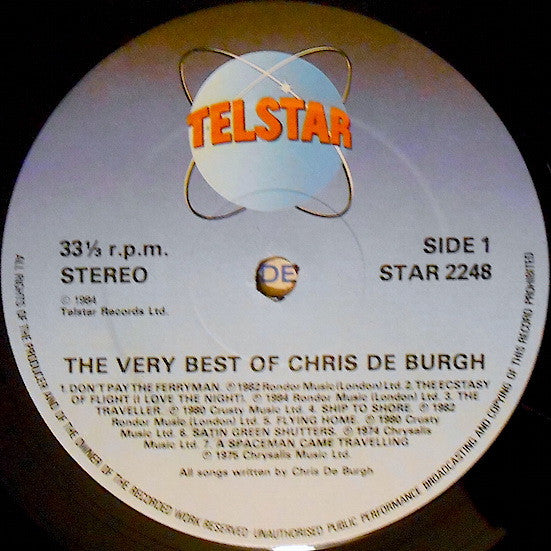 TELSTAR
33⅓ r.p.m.
STEREO
SIDE 1
STAR 2248
℗ 1984
Telstar Records Ltd.
DE
THE VERY BEST OF CHRIS DE BURGH
1. DON'T PAY THE FERRYMAN. ℗ 1982 Rondor Music (London) Ltd. 2. THE ECSTASY
OF FLIGHT (I LOVE THE NIGHT). ℗ 1984 Rondor Music (London) Ltd. 3. THE
TRAVELLER. ℗ 1980 Crusty Music Ltd. 4. SHIP TO SHORE. ℗ 1982
Rondor Music (London) Ltd. 5. FLYING HOME. ℗ 1980 Crusty
Music Ltd. 6. SATIN GREEN SHUTTERS. ℗ 1974 Chrysalis
Music Ltd. 7. A SPACEMAN CAME TRAVELLING
℗ 1975 Chrysalis Music Ltd.
All songs written by Chris De Burgh
ALL RIGHTS OF THE PRODUCER AND OF THE OWNER OF THE RECORDED WORK RESERVED UNAUTHORISED PUBLIC PERFORMANCE BROADCASTING AND COPYING OF THIS RECORD PROHIBITED